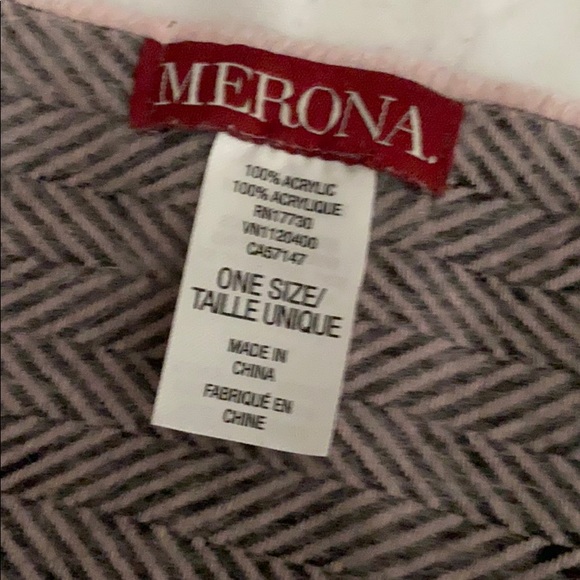 MERONA.
100% ACRYLIC
100% ACRYLIQUE
RN17730
VN1120400
CA57147
ONE SIZE/
TAILLE UNIQUE
MADE IN
CHINA
FABRIQUÉ EN
CHINE